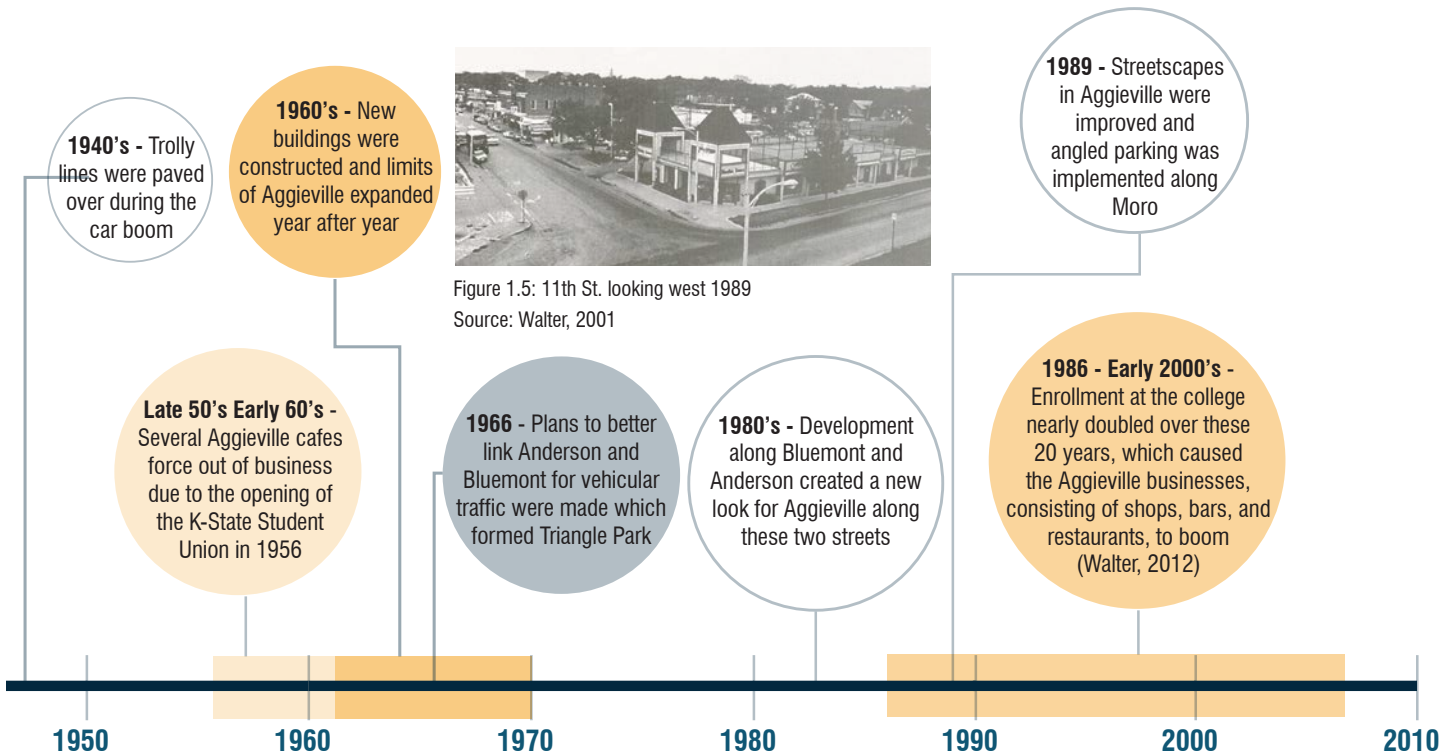 1940's - Trolly
lines were paved
over during the
car boom
1960's - New
buildings were
constructed and limits
of Aggieville expanded
year after year
Figure 1.5: 11th St. looking west 1989
Source: Walter, 2001
1989 - Streetscapes
in Aggieville were
improved and
angled parking was
implemented along
Moro
Late 50's Early 60's -
Several Aggieville cafes
force out of business
due to the opening of
the K-State Student
Union in 1956
1966 - Plans to better
link Anderson and
Bluemont for vehicular
traffic were made which
formed Triangle Park
1980's - Development
along Bluemont and
Anderson created a new
look for Aggieville along
these two streets
1986 - Early 2000's -
Enrollment at the college
nearly doubled over these
20 years, which caused
the Aggieville businesses,
consisting of shops, bars, and
restaurants, to boom
(Walter, 2012)
1950
1960
1970
1980
1990
2000
2010